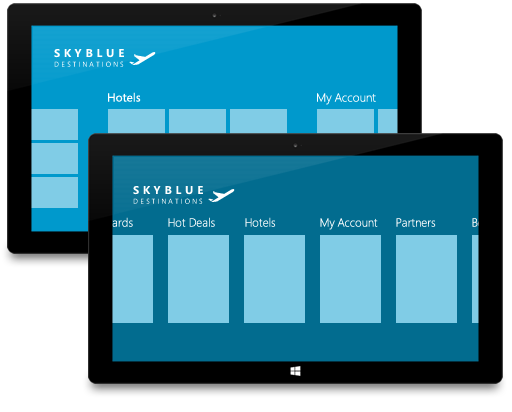 SKYBLUE
DESTINATIONS
Hotels My Account
SKYBLUE
DESTINATIONS
ards Hot Deals Hotels My Account Partners B